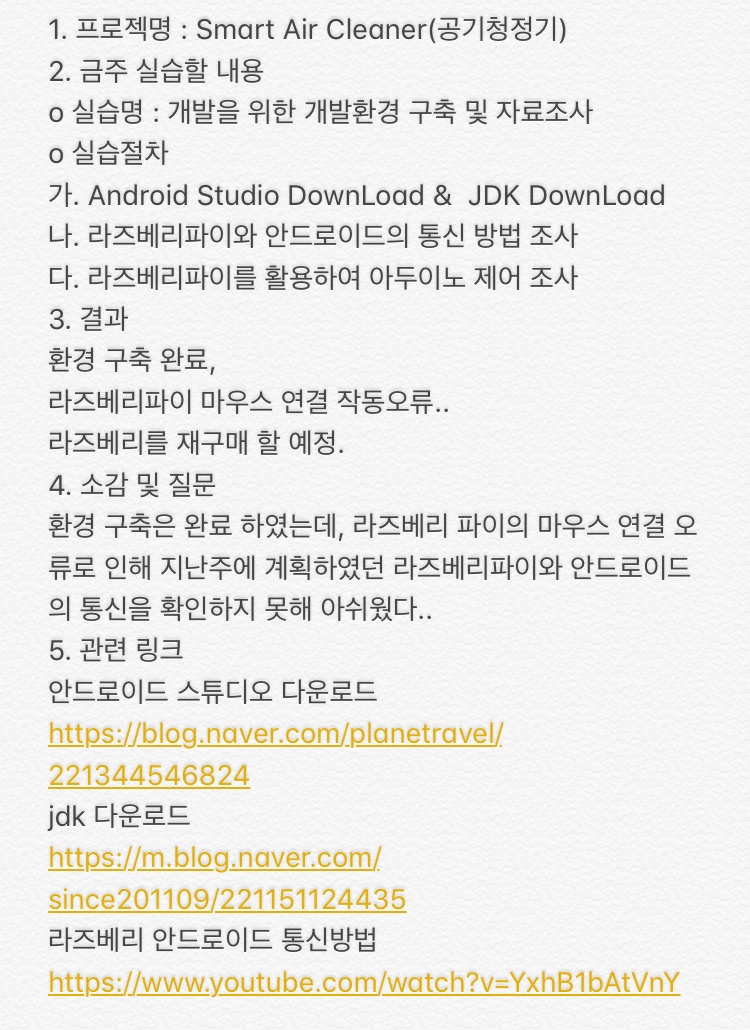 1. 프로젝명 : Smart Air Cleaner(공기청정기)
2. 금주 실습할 내용
o 실습명 : 개발을 위한 개발환경 구축 및 자료조사
o 실습절차
가. Android Studio DownLoad &  JDK DownLoad
나. 라즈베리파이와 안드로이드의 통신 방법 조사
다. 라즈베리파이를 활용하여 아두이노 제어 조사
3. 결과
환경 구축 완료,
라즈베리파이 마우스 연결 작동오류..
라즈베리를 재구매 할 예정.
4. 소감 및 질문
환경 구축은 완료 하였는데, 라즈베리 파이의 마우스 연결 오
류로 인해 지난주에 계획하였던 라즈베리파이와 안드로이드
의 통신을 확인하지 못해 아쉬웠다..
5. 관련 링크
안드로이드 스튜디오 다운로드
https://blog.naver.com/planetravel/
221344546824
jdk 다운로드
https://m.blog.naver.com/
since201109/221151124435
라즈베리 안드로이드 통신방법
https://www.youtube.com/watch?v=YxhB1bAtVnY